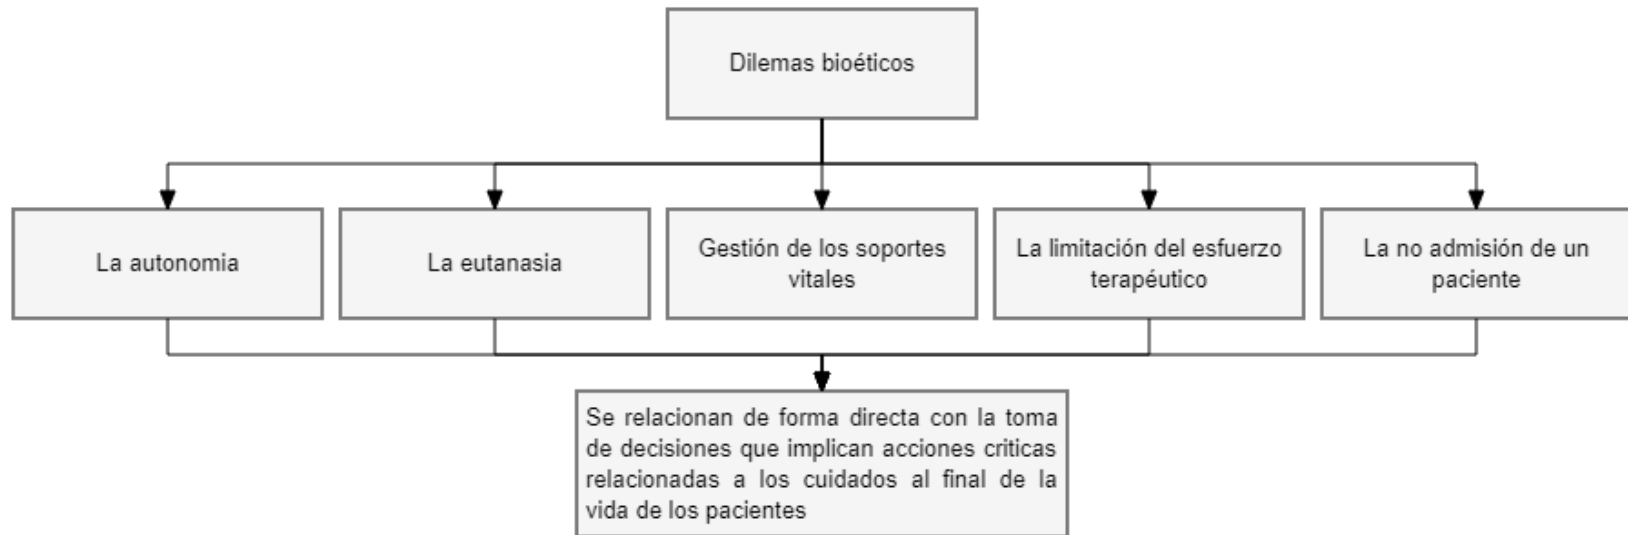 Dilemas bioéticos
La autonomia
La eutanasia
Gestión de los soportes
vitales
La limitación del esfuerzo
terapéutico
La no admisión de un
paciente
Se relacionan de forma directa con la toma
de decisiones que implican acciones criticas
relacionadas a los cuidados al final de la
vida de los pacientes